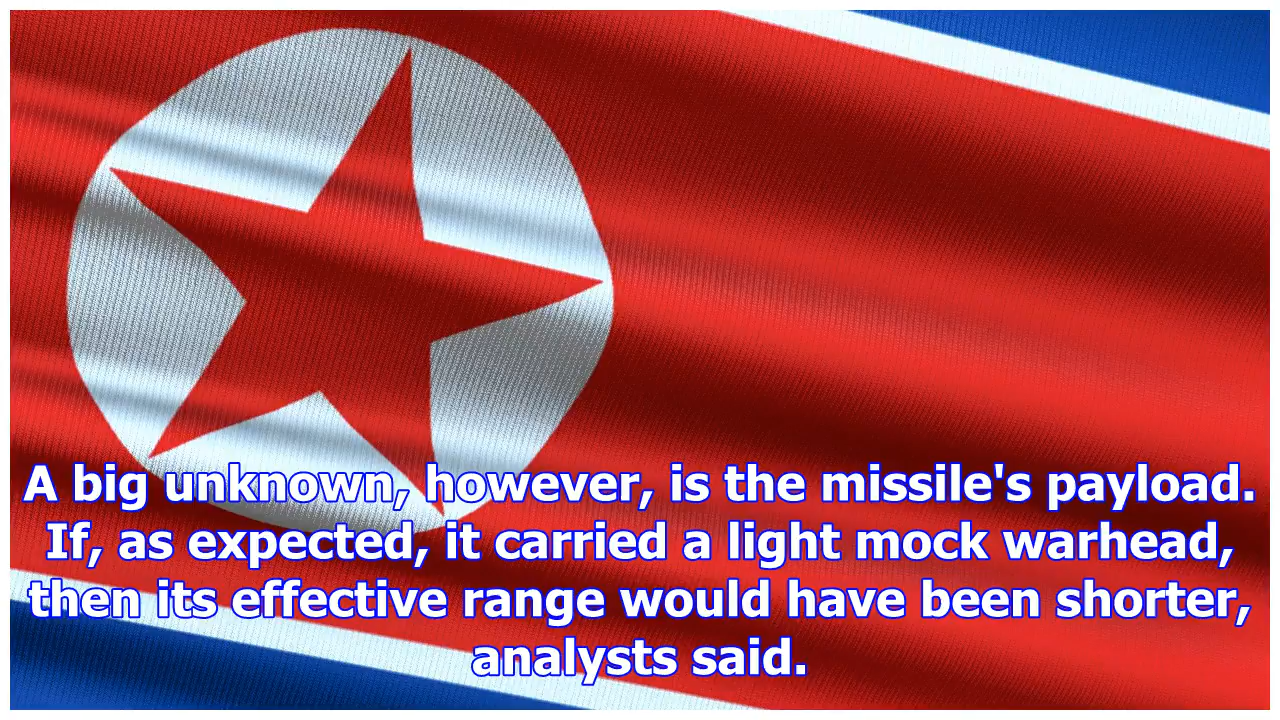 A big unknown, however, is the missile's payload.
If, as expected, it carried a light mock warhead,
then its effective range would have been shorter,
analysts said.